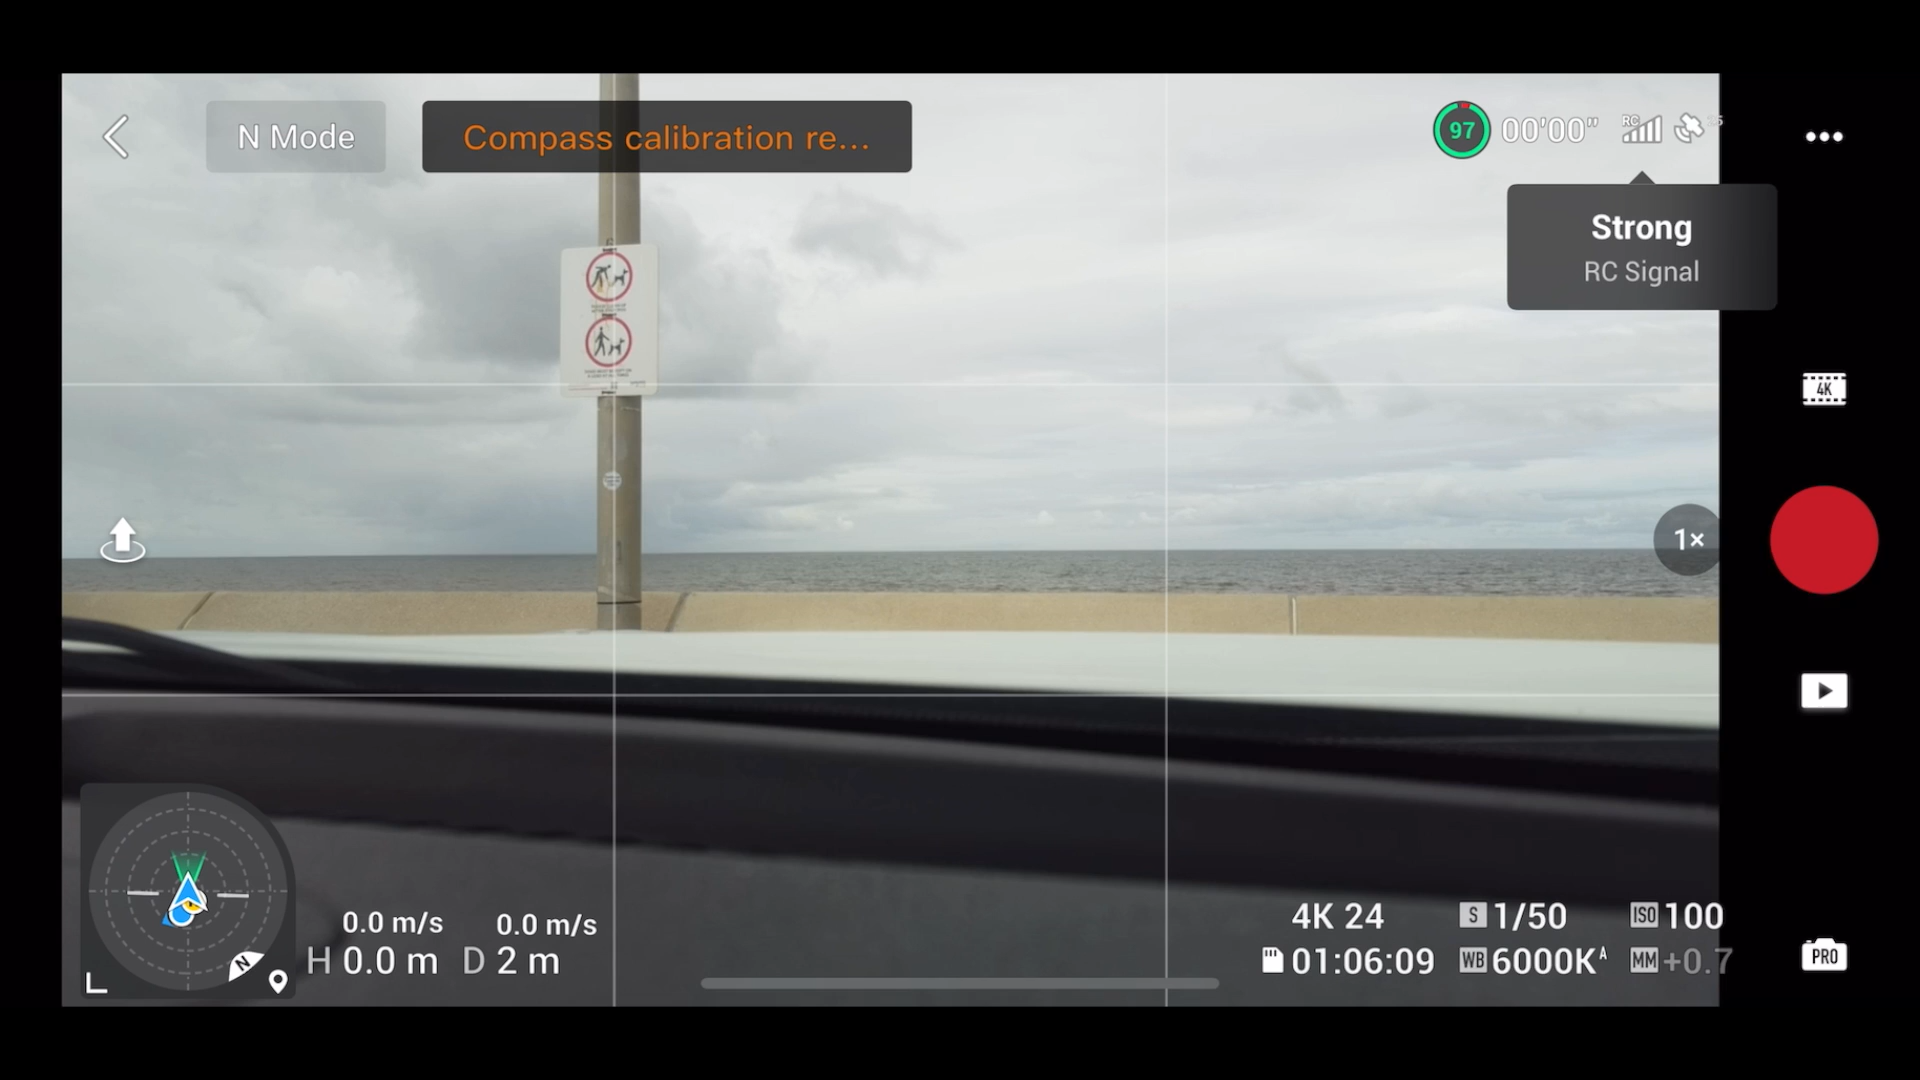 N Mode
Compass calibration re...
97
00'00"
RC
Strong
RC Signal
4K
1×
N
0.0 m/s
0.0 m/s
H 0.0 m
D 2 m
4K 24
S 1/50
ISO 100
01:06:09
WB 6000K A
MM +0.7
PRO